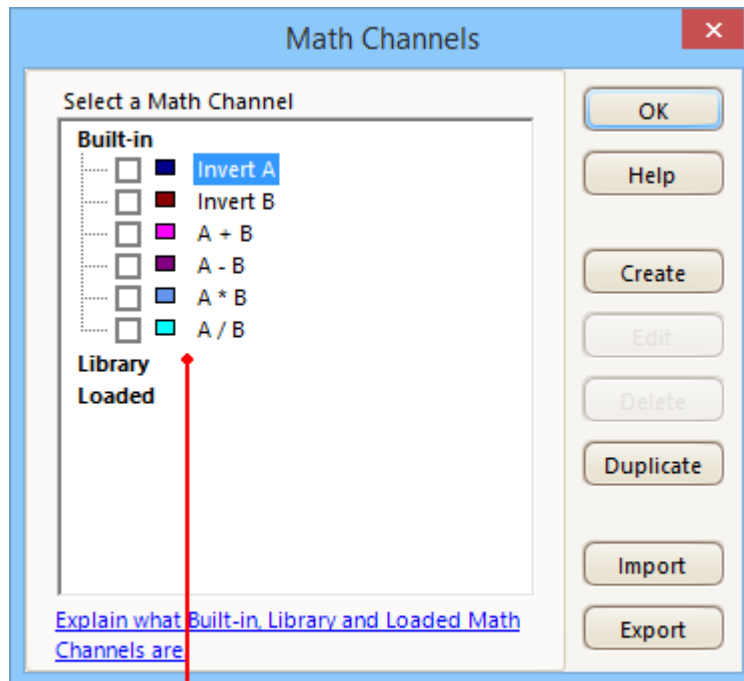 Math Channels
Select a Math Channel
Built-in
Invert A
Invert B
A + B
A - B
A * B
A / B
Library
Loaded
Explain what Built-in, Library and Loaded Math
Channels are
OK
Help
Create
Edit
Delete
Duplicate
Import
Export